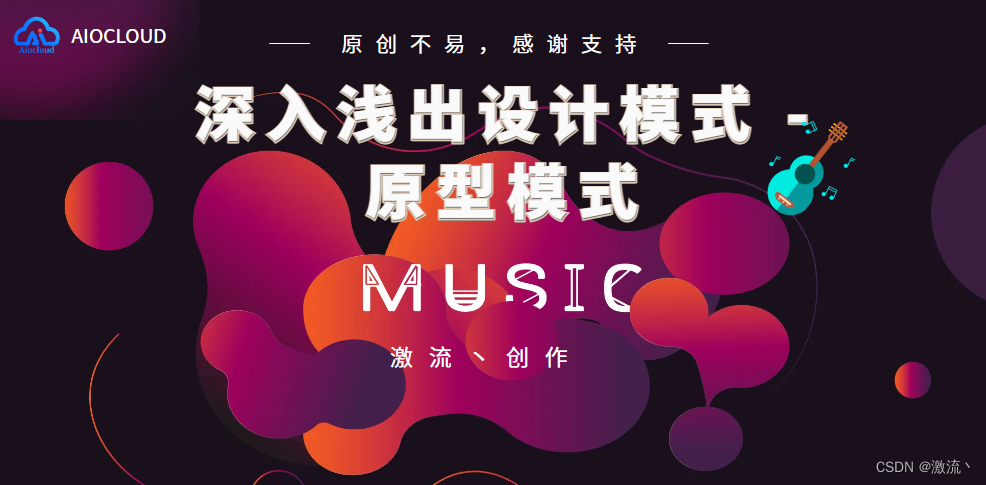 Aiocloud
AIOCLOUD
原创不易，感谢支持
深入浅出设计模式 -
原型模式
MUSIC
激流丶创作
CSDN @激流丶